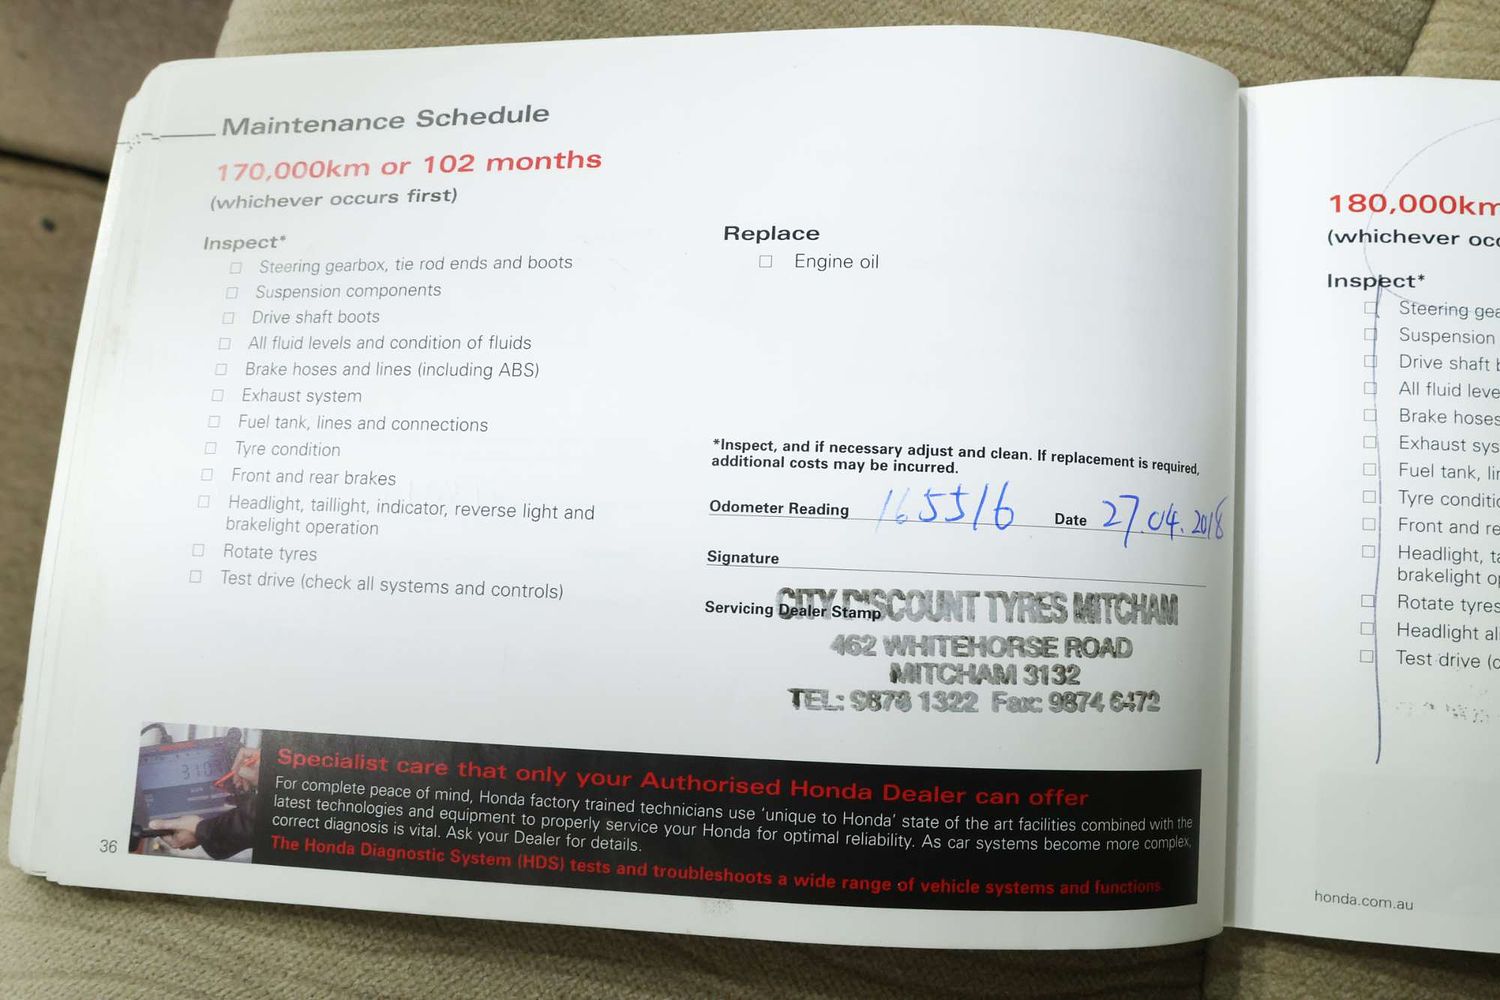 Maintenance Schedule
170,000km or 102 months
(whichever occurs first)
Inspect*
Steering gearbox, tie rod ends and boots
Suspension components
Drive shaft boots
All fluid levels and condition of fluids
Brake hoses and lines (including ABS)
Exhaust system
Fuel tank, lines and connections
Tyre condition
Front and rear brakes
Headlight, taillight, indicator, reverse light and
brakelight operation
Rotate tyres
Test drive (check all systems and controls)
Replace
Engine oil
*Inspect, and if necessary adjust and clean. If replacement is required,
additional costs may be incurred.
Odometer Reading 165516 Date 27.04.2018
Signature
Servicing Dealer Stamp
CITY DISCOUNT TYRES MITCHAM
462 WHITEHORSE ROAD
MITCHAM 3132
TEL: 9873 1322 Fax: 9874 6472
Specialist care that only your Authorised Honda Dealer can offer
For complete peace of mind, Honda factory trained technicians use 'unique to Honda' state of the art facilities combined with the
latest technologies and equipment to properly service your Honda for optimal reliability. As car systems become more complex,
correct diagnosis is vital. Ask your Dealer for details.
The Honda Diagnostic System (HDS) tests and troubleshoots a wide range of vehicle systems and functions
36
180,000km
(whichever
Inspect*
Steering
Suspension
Drive shaft
All fluid
Brake hoses
Exhaust
Fuel tank,
Tyre
Front and
Headlight,
brakelight
Rotate tyres
Headlight
Test drive
honda.com.au